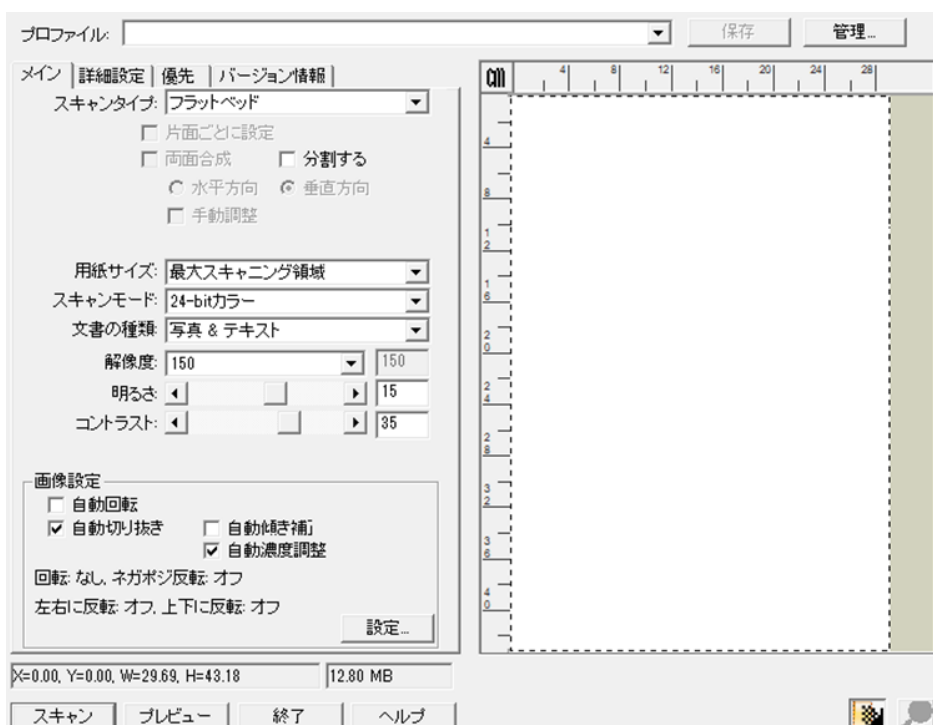 プロファイル: 保存 管理...
メイン 詳細設定 優先 バージョン情報
スキャンタイプ: フラットベッド
片面ごとに設定
両面合成 分割する
水平方向 垂直方向
手動調整
用紙サイズ: 最大スキャニング領域
スキャンモード: 24-bitカラー
文書の種類: 写真 & テキスト
解像度: 150 150
明るさ: 15
コントラスト: 35
画像設定
自動回転
自動切り抜き 自動傾き補正
自動濃度調整
回転: なし, ネガポジ反転: オフ
左右に反転: オフ, 上下に反転: オフ
設定...
X=0.00, Y=0.00, W=29.69, H=43.18 12.80 MB
スキャン プレビュー 終了 ヘルプ
cm 4 8 12 16 20 24 28
4
8
12
16
20
24
28
32
36
40